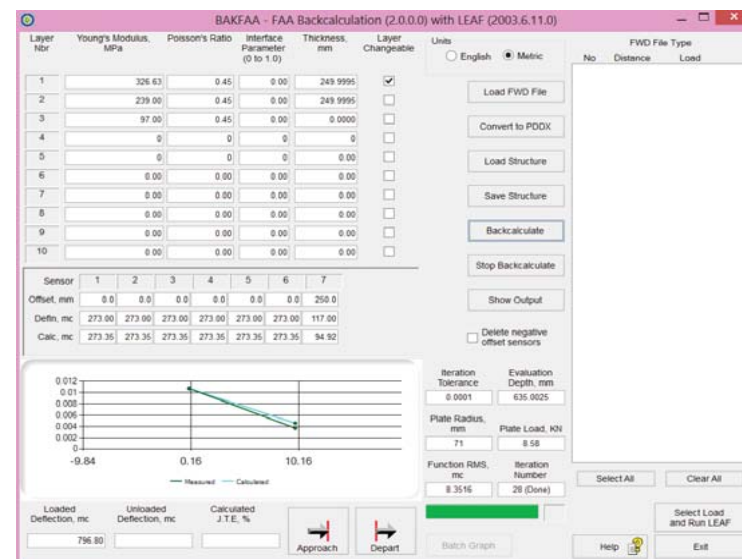 BAKFAA - FAA Backcalculation (2.0.0.0) with LEAF (2003.6.11.0)
Layer Nbr Young's Modulus, MPa Poisson's Ratio Interface Parameter (0 to 1.0) Thickness, mm Layer Changeable
1 326.63 0.45 0.00 249.9995
2 239.00 0.45 0.00 249.9995
3 97.00 0.45 0.00 0.0000
4 0 0 0 0
5 0 0 0 0.00
6 0.00 0.00 0.00 0.00
7 0.00 0.00 0.00 0.00
8 0.00 0.00 0.00 0.00
9 0.00 0.00 0.00 0.00
10 0.00 0.00 0.00 0.00
Sensor 1 2 3 4 5 6 7
Offset, mm 0.0 0.0 0.0 0.0 0.0 0.0 250.0
Defln, mc 273.00 273.00 273.00 273.00 273.00 273.00 117.00
Calc, mc 273.35 273.35 273.35 273.35 273.35 273.35 94.92
0.012
0.01
0.008
0.006
0.004
0.002
0
-9.84 0.16 10.16
Measured Calculated
Loaded Deflection, mc
796.80
Unloaded Deflection, mc
Calculated J.T.E, %
Approach
Depart
Units
English Metric
Load FWD File
Convert to PDDX
Load Structure
Save Structure
Backcalculate
Stop Backcalculate
Show Output
Delete negative offset sensors
Iteration Tolerance
0.0001
Evaluation Depth, mm
635.0025
Plate Radius, mm
71
Plate Load, KN
8.58
Function RMS, mc
8.3516
Iteration Number
28 (Done)
Batch Graph
FWD File Type
No Distance Load
Select All
Clear All
Select Load and Run LEAF
Help
Exit